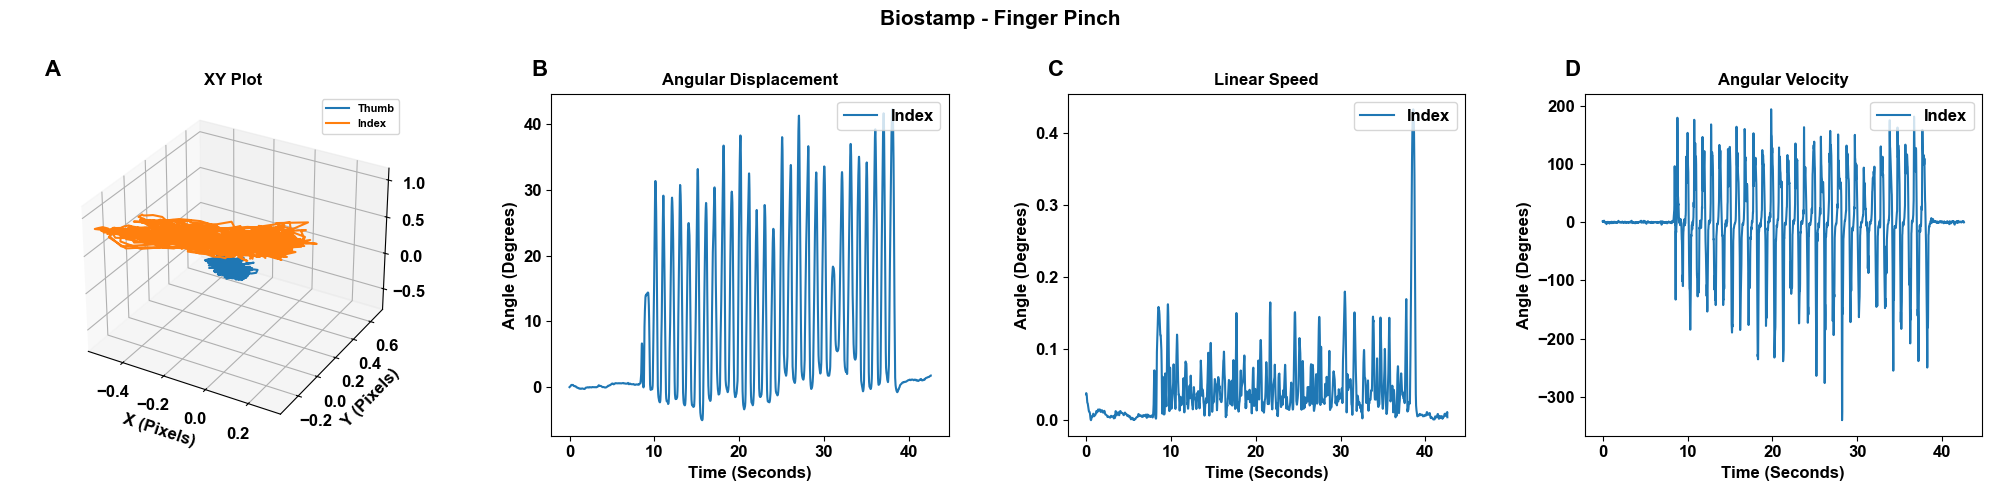 Biostamp - Finger Pinch
A
XY Plot
Thumb
Index
1.0
0.5
0.0
−0.5
0.6
0.4
0.2
0.0
−0.2
Y (Pixels)
−0.4
−0.2
0.0
0.2
X (Pixels)
B
Angular Displacement
Index
Angle (Degrees)
40
30
20
10
0
0 10 20 30 40
Time (Seconds)
C
Linear Speed
Index
Angle (Degrees)
0.4
0.3
0.2
0.1
0.0
0 10 20 30 40
Time (Seconds)
D
Angular Velocity
Index
Angle (Degrees)
200
100
0
−100
−200
−300
0 10 20 30 40
Time (Seconds)